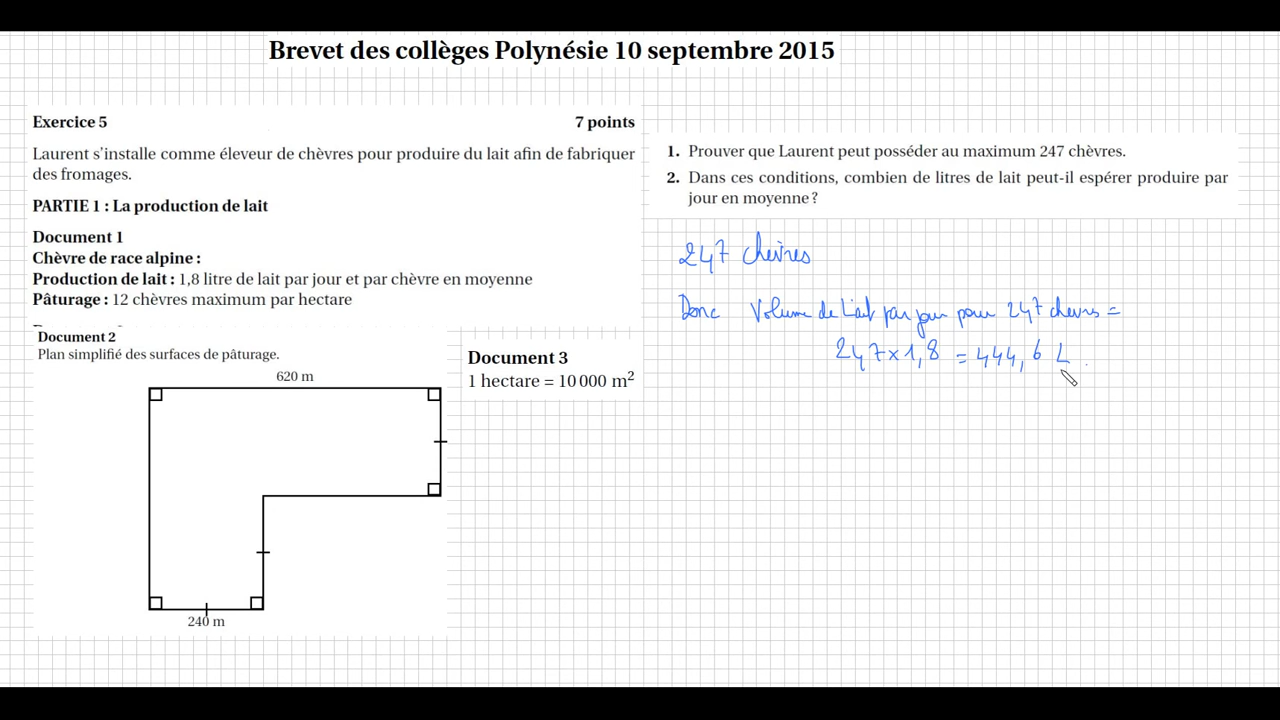 Brevet des collèges Polynésie 10 septembre 2015
Exercice 5 7 points
Laurent s'installe comme éleveur de chèvres pour produire du lait afin de fabriquer
des fromages.
PARTIE 1 : La production de lait
Document 1
Chèvre de race alpine :
Production de lait : 1,8 litre de lait par jour et par chèvre en moyenne
Pâturage : 12 chèvres maximum par hectare
Document 2
Plan simplifié des surfaces de pâturage.
620 m
240 m
Document 3
1 hectare = 10 000 m²
1. Prouver que Laurent peut posséder au maximum 247 chèvres.
2. Dans ces conditions, combien de litres de lait peut-il espérer produire par
jour en moyenne ?
247 chèvres
Donc Volume de Lait par jour pour 247 chevrs =
247 × 1,8 = 444,6 L